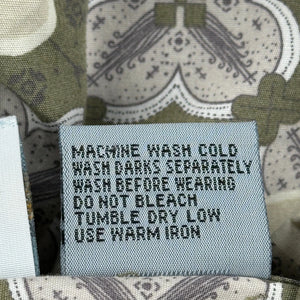 MACHINE WASH COLD
WASH DARKS SEPARATELY
WASH BEFORE WEARING
DO NOT BLEACH
TUMBLE DRY LOW
USE WARM IRON